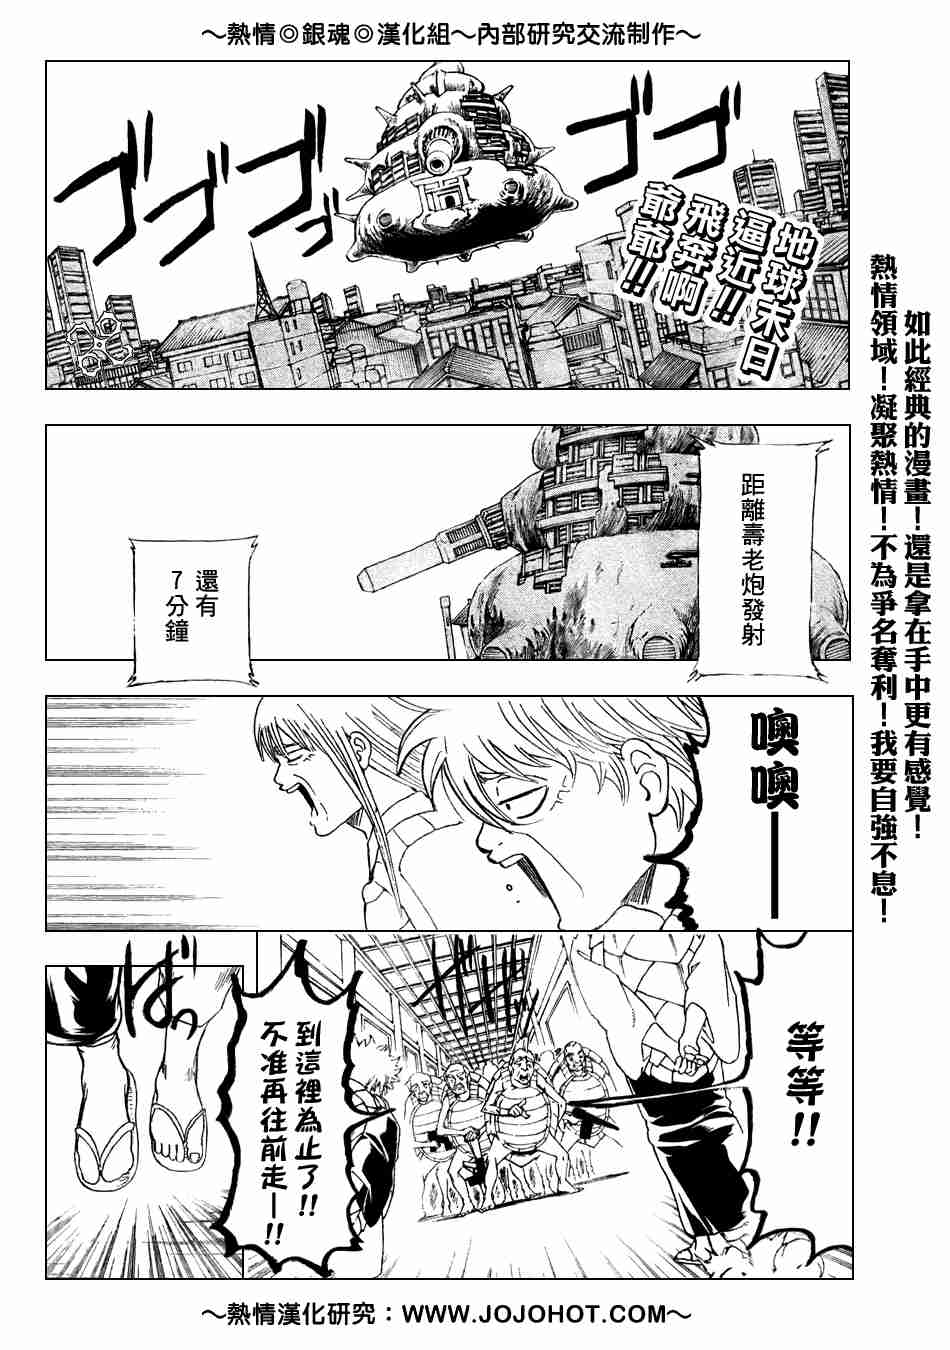 ～熱情◎銀魂◎漢化組～內部研究交流制作～
ゴゴゴ
ゴゴゴゴ
地球末日
逼近!!
飛奔啊
爺爺!!
如此經典的漫畫！還是拿在手中更有感覺！
熱情領域！凝聚熱情！不為爭名奪利！我要自強不息！
距離壽老炮發射
還有
7分鐘
噢噢——
等等!!
到這裡為止了!!
不准再往前走—!!
ばっ
～熱情漢化研究：WWW.JOJOHOT.COM～